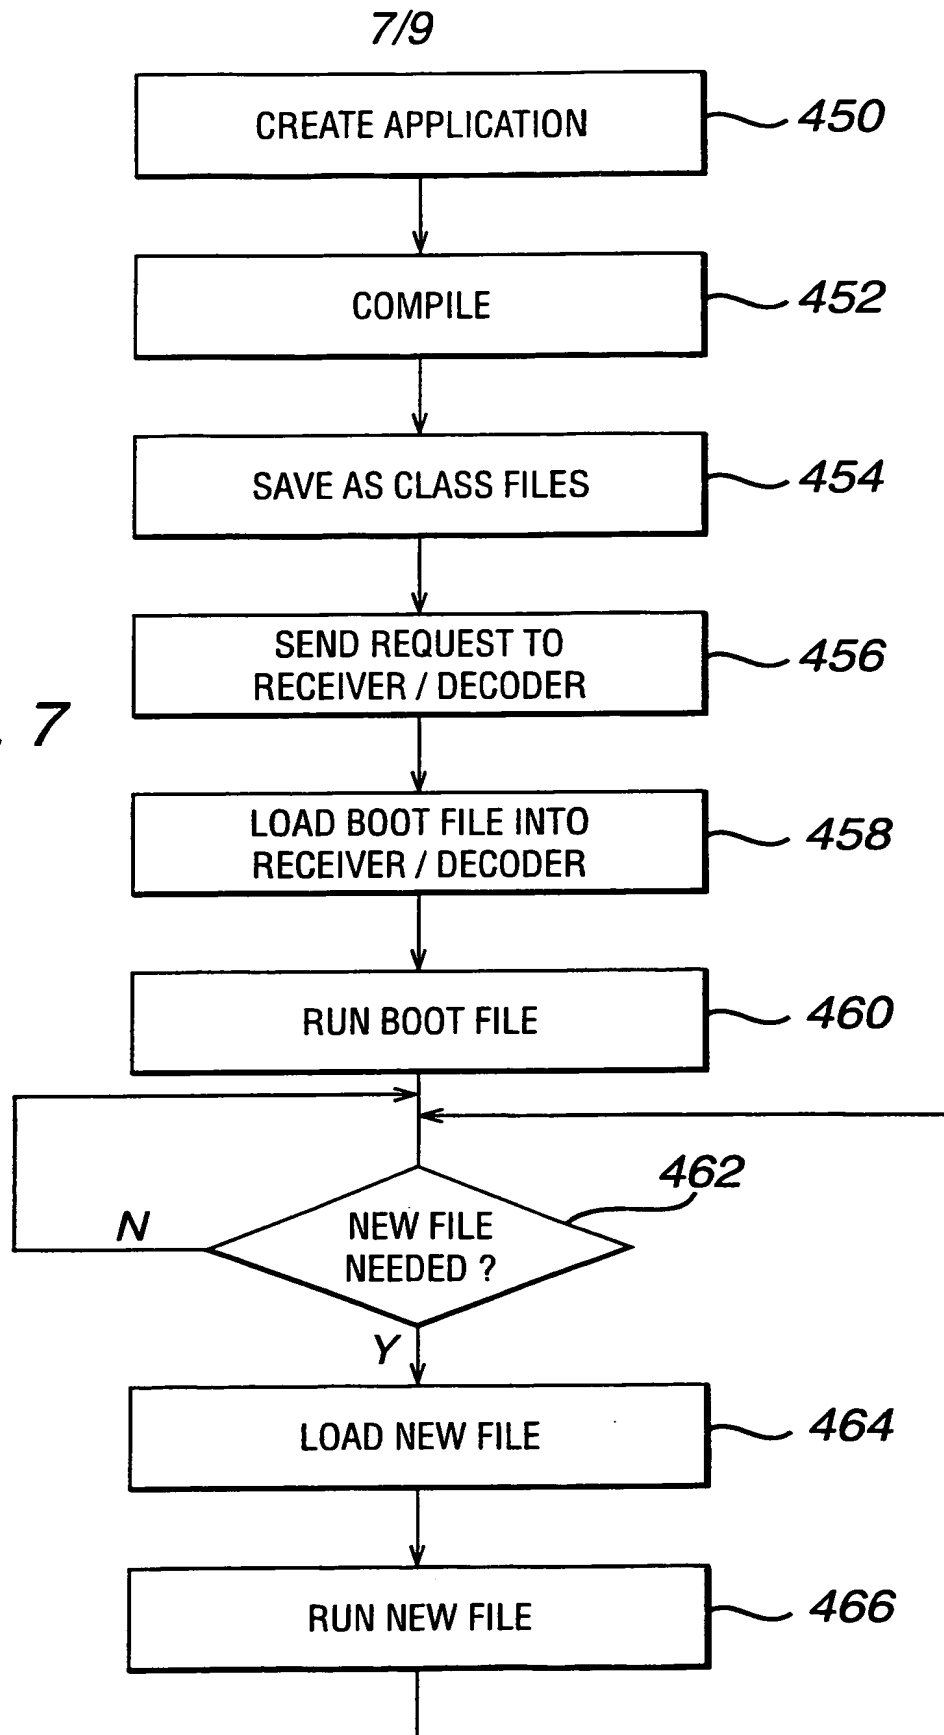 7/9
CREATE APPLICATION
450
COMPILE
452
SAVE AS CLASS FILES
454
SEND REQUEST TO
RECEIVER / DECODER
456
. 7
LOAD BOOT FILE INTO
RECEIVER / DECODER
458
RUN BOOT FILE
460
462
N
NEW FILE
NEEDED ?
Y
LOAD NEW FILE
464
RUN NEW FILE
466